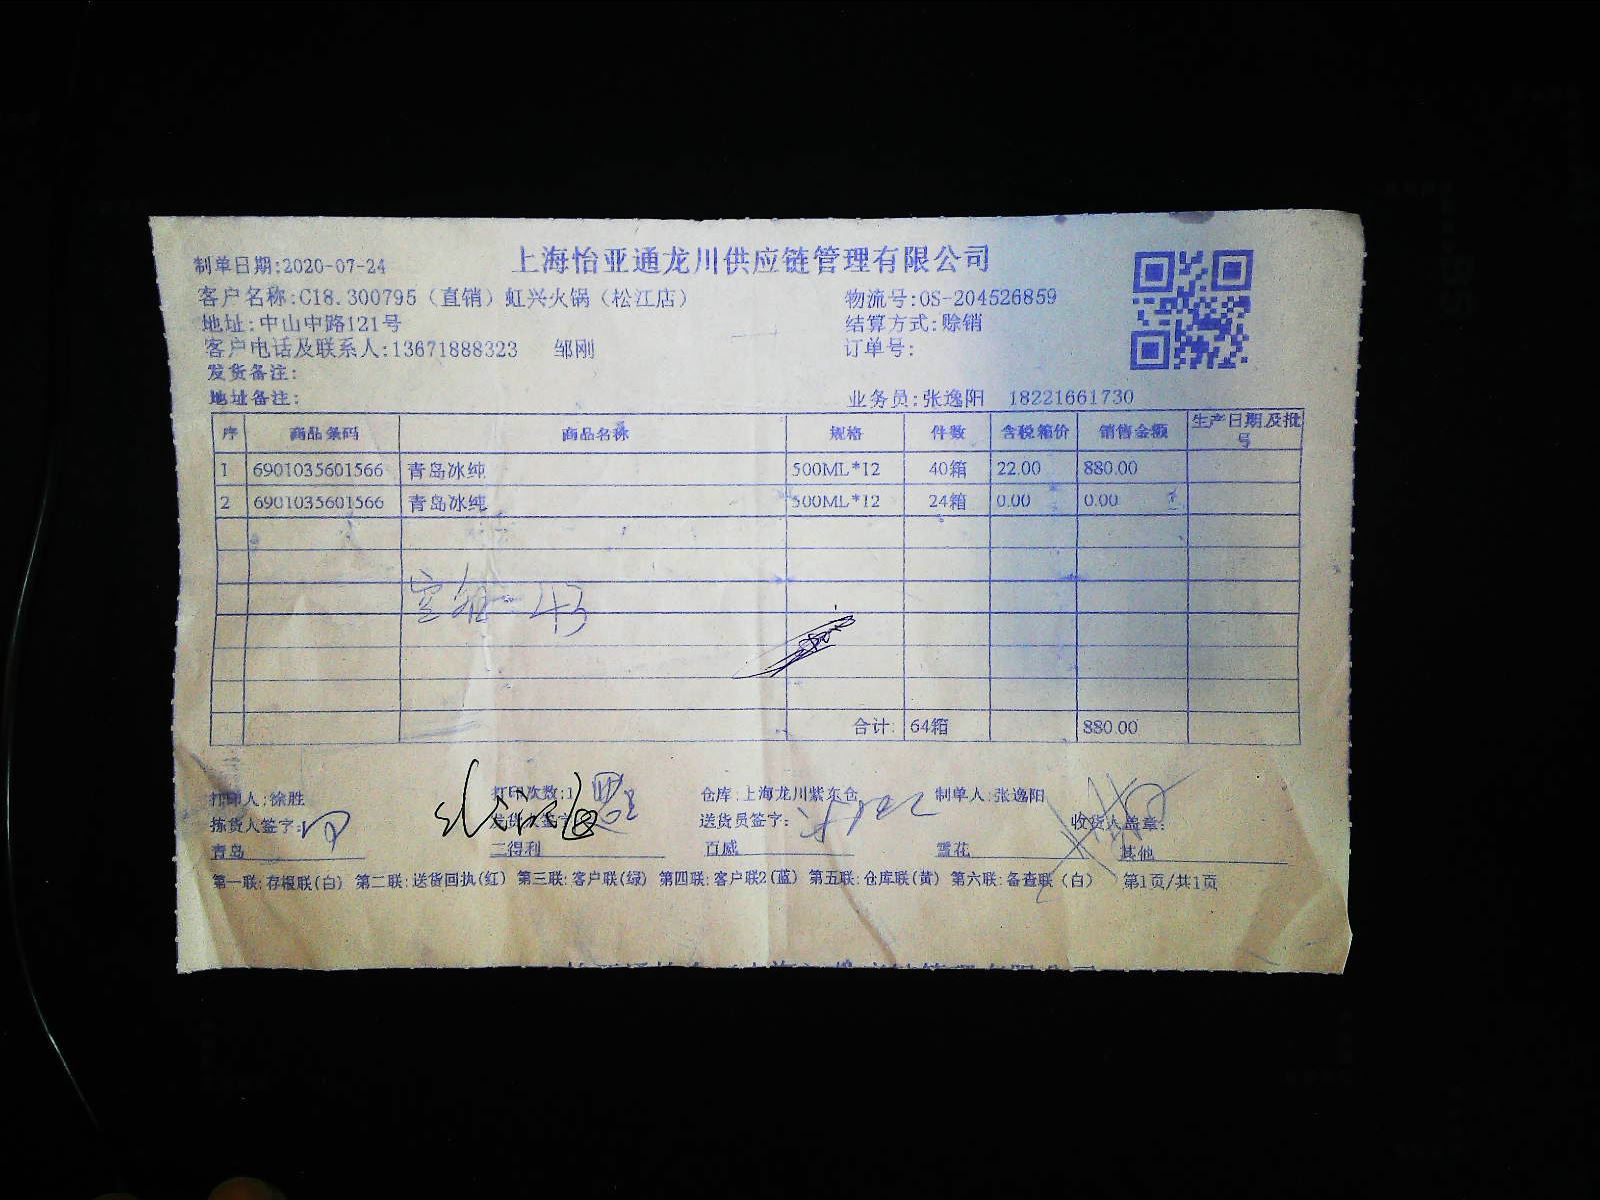 上海怡亚通龙川供应链管理有限公司
制单日期:2020-07-24
客户名称:C18.300795（直销）虹兴火锅（松江店） 物流号:OS-204526859
地址:中山中路121号 结算方式:赊销
客户电话及联系人:13671888323 邹刚 订单号:
发货备注:
地址备注: 业务员:张逸阳 18221661730
序 商品条码 商品名称 规格 件数 含税箱价 销售金额 生产日期及批号
1 6901035601566 青岛冰纯 500ML*12 40箱 22.00 880.00
2 6901035601566 青岛冰纯 500ML*12 24箱 0.00 0.00
43
合计: 64箱 880.00
打印人:徐胜 打印次数:1 仓库:上海龙川紫东仓 制单人:张逸阳
拣货人签字: 发货人签字 送货员签字: 收货人盖章:
青岛 三得利 百威 雪花 其他
第一联:存根联(白) 第二联:送货回执(红) 第三联:客户联(绿) 第四联:客户联2(蓝) 第五联:仓库联(黄) 第六联:备查联（白） 第1页/共1页